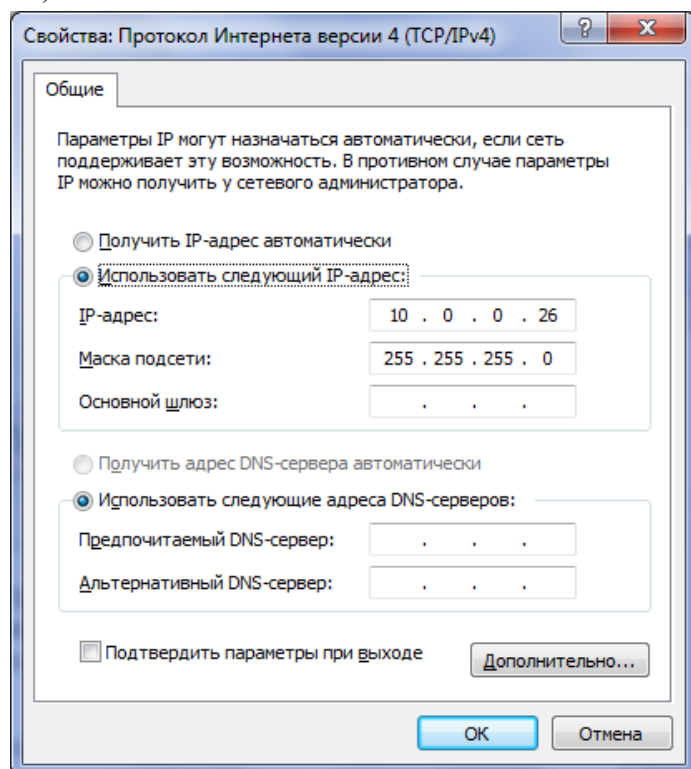 Свойства: Протокол Интернета версии 4 (TCP/IPv4)
Общие
Параметры IP могут назначаться автоматически, если сеть
поддерживает эту возможность. В противном случае параметры
IP можно получить у сетевого администратора.
Получить IP-адрес автоматически
Использовать следующий IP-адрес:
IP-адрес: 10 . 0 . 0 . 26
Маска подсети: 255 . 255 . 255 . 0
Основной шлюз: . . .
Получить адрес DNS-сервера автоматически
Использовать следующие адреса DNS-серверов:
Предпочитаемый DNS-сервер: . . .
Альтернативный DNS-сервер: . . .
Подтвердить параметры при выходе
Дополнительно...
ОК Отмена